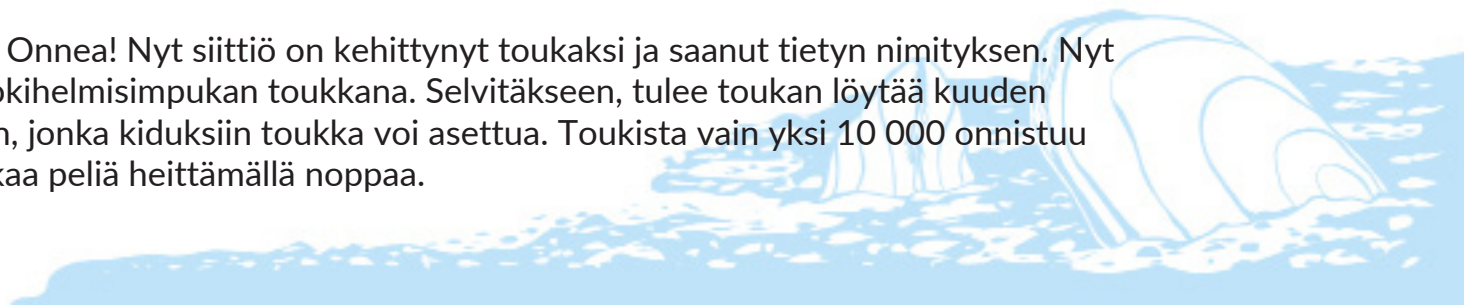 Onnea! Nyt siittiö on kehittynyt toukaksi ja saanut tietyn nimityksen. Nyt
okihelmisimpukan toukkana. Selvitäkseen, tulee toukan löytää kuuden
n, jonka kiduksiin toukka voi asettua. Toukista vain yksi 10 000 onnistuu
kaa peliä heittämällä noppaa.